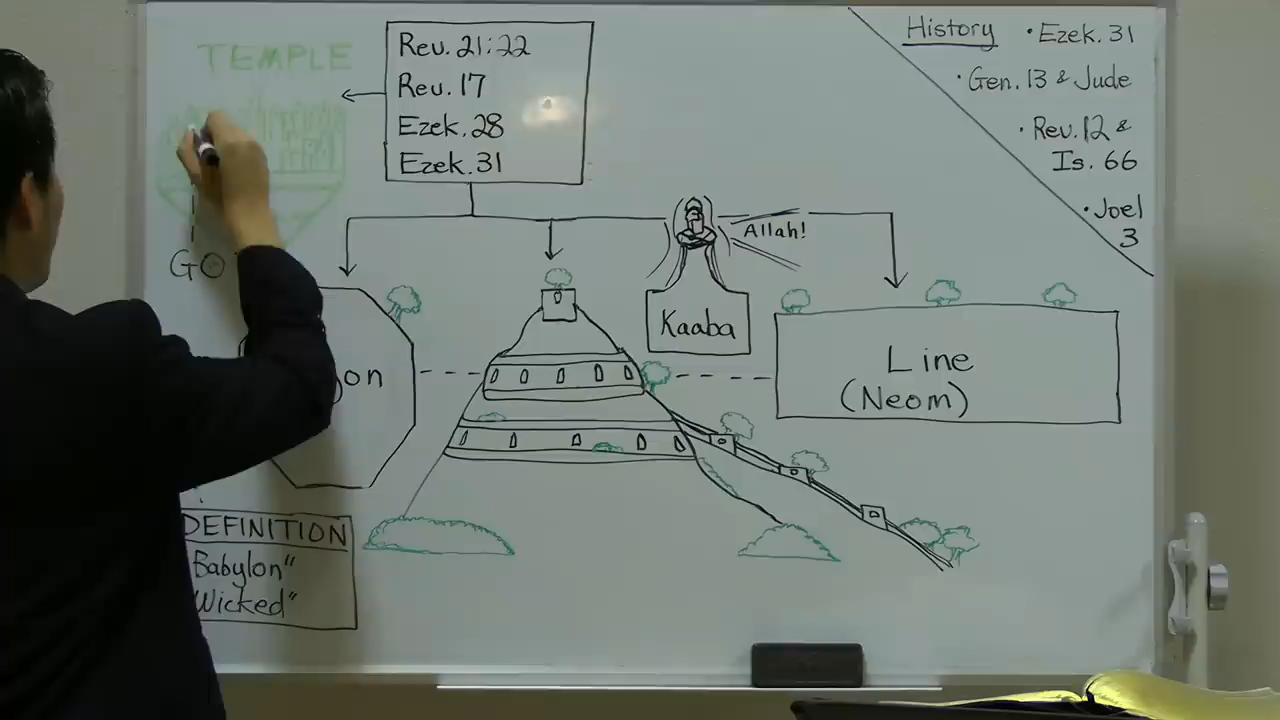 TEMPLE
Rev. 21:22
Rev. 17
Ezek. 28
Ezek. 31
History
• Ezek. 31
• Gen. 13 & Jude
• Rev. 12 &
Is. 66
• Joel
3
Allah!
GO
Kaaba
on
Line
(Neom)
DEFINITION
Babylon"
Wicked"